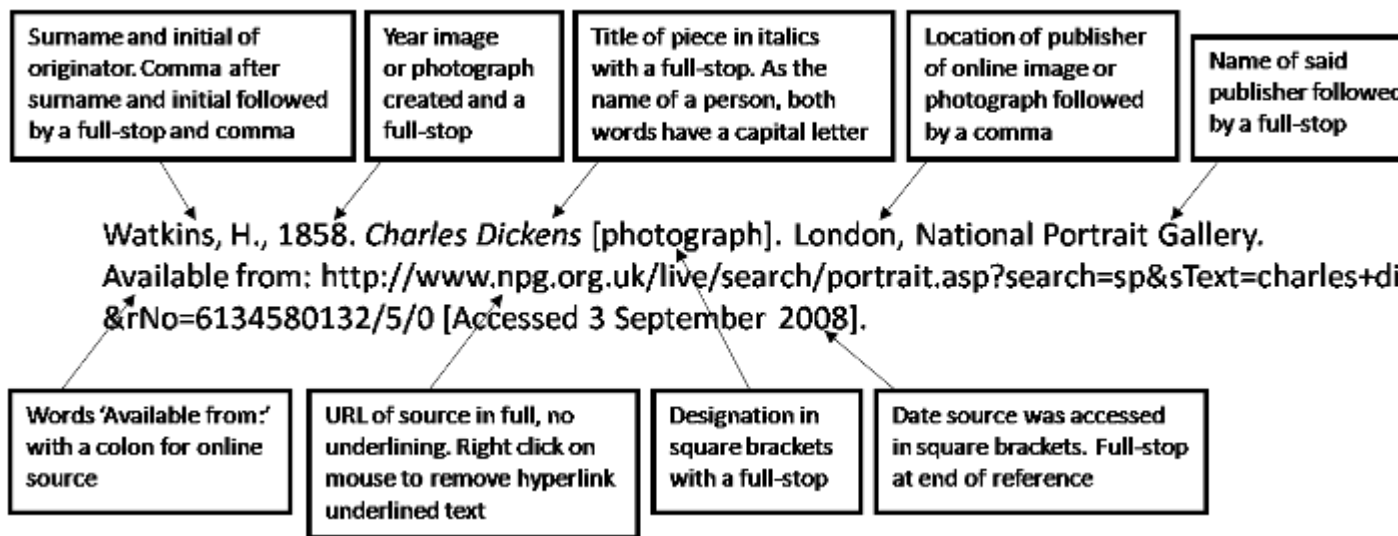 Surname and initial of
originator. Comma after
surname and initial followed
by a full-stop and comma
Year image
or photograph
created and a
full-stop
Title of piece in italics
with a full-stop. As the
name of a person, both
words have a capital letter
Location of publisher
of online image or
photograph followed
by a comma
Name of said
publisher followed
by a full-stop
Watkins, H., 1858. Charles Dickens [photograph]. London, National Portrait Gallery.
Available from: http://www.npg.org.uk/live/search/portrait.asp?search=sp&sText=charles+di
&rNo=6134580132/5/0 [Accessed 3 September 2008].
Words ‘Available from:’
with a colon for online
source
URL of source in full, no
underlining. Right click on
mouse to remove hyperlink
underlined text
Designation in
square brackets
with a full-stop
Date source was accessed
in square brackets. Full-stop
at end of reference